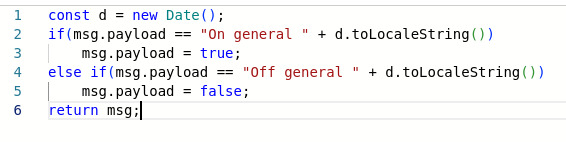 1 const d = new Date();
2 if(msg.payload == "On general " + d.toLocaleString())
3 msg.payload = true;
4 else if(msg.payload == "Off general " + d.toLocaleString())
5 msg.payload = false;
6 return msg;